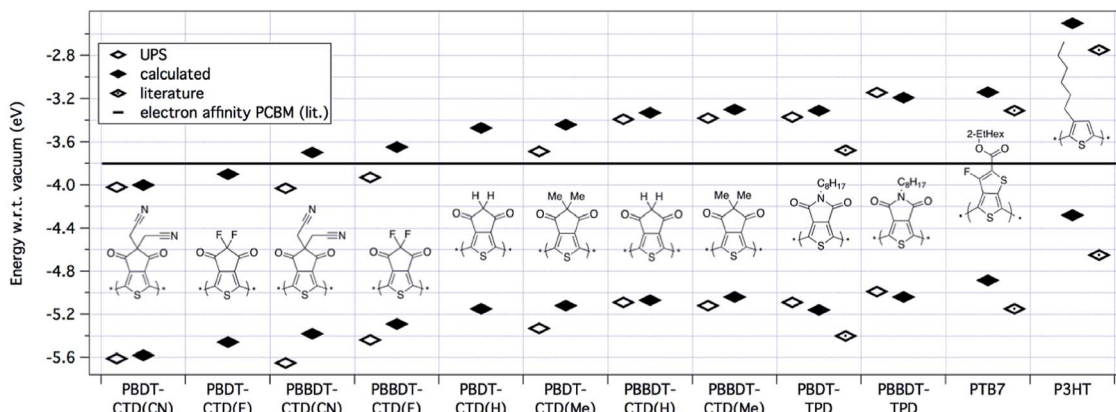 Energy w.r.t. vacuum (eV)
-2.8
-3.2
-3.6
-4.0
-4.4
-4.8
-5.2
-5.6
UPS
calculated
literature
electron affinity PCBM (lit.)
N
N
O
O
S
F F
O
O
S
N
N
O
O
S
F F
O
O
S
H H
O
O
S
Me Me
O
O
S
H H
O
O
S
Me Me
O
O
S
C8H17
N
O
O
S
C8H17
N
O
O
S
2-EtHex
O
O
F
S
S
S
PBDT-
CTD(CN)
PBDT-
CTD(F)
PBBDT-
CTD(CN)
PBBDT-
CTD(F)
PBDT-
CTD(H)
PBDT-
CTD(Me)
PBBDT-
CTD(H)
PBBDT-
CTD(Me)
PBDT-
TPD
PBBDT-
TPD
PTB7
P3HT